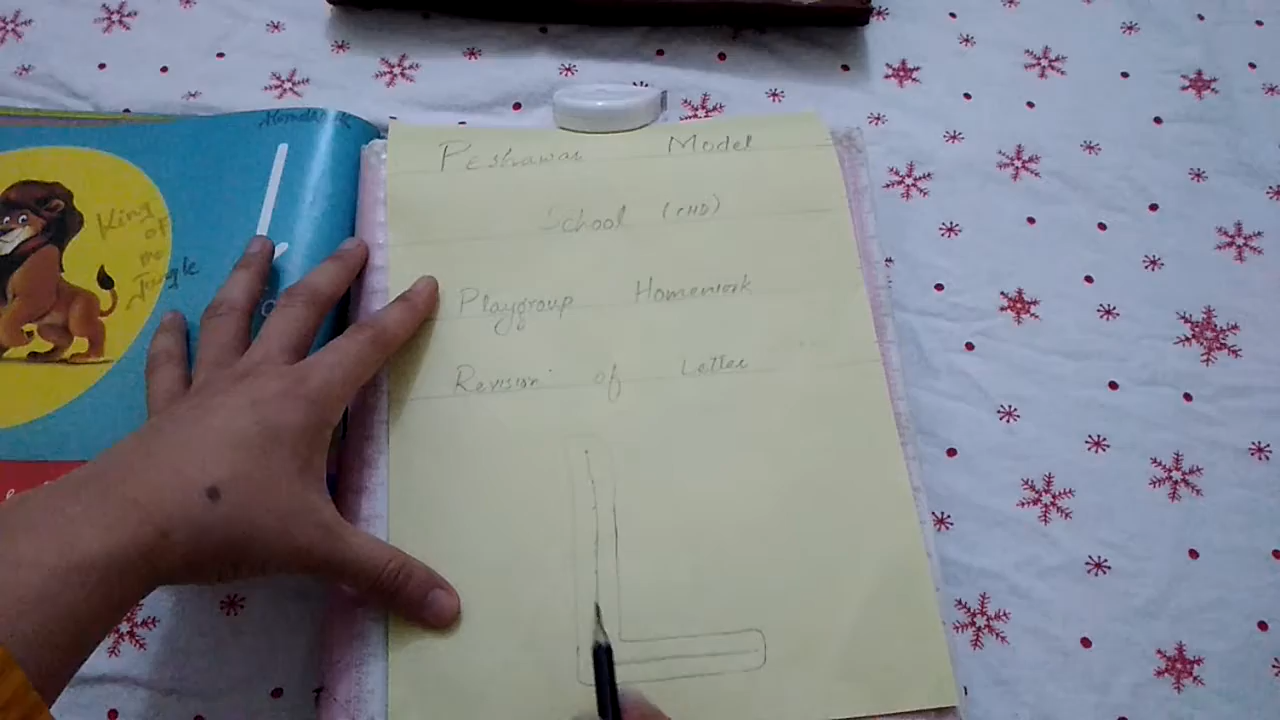 King
of
the
Jungle
Peshawar Model
School (CHD)
Playgroup Homework
Revision of Letter
L